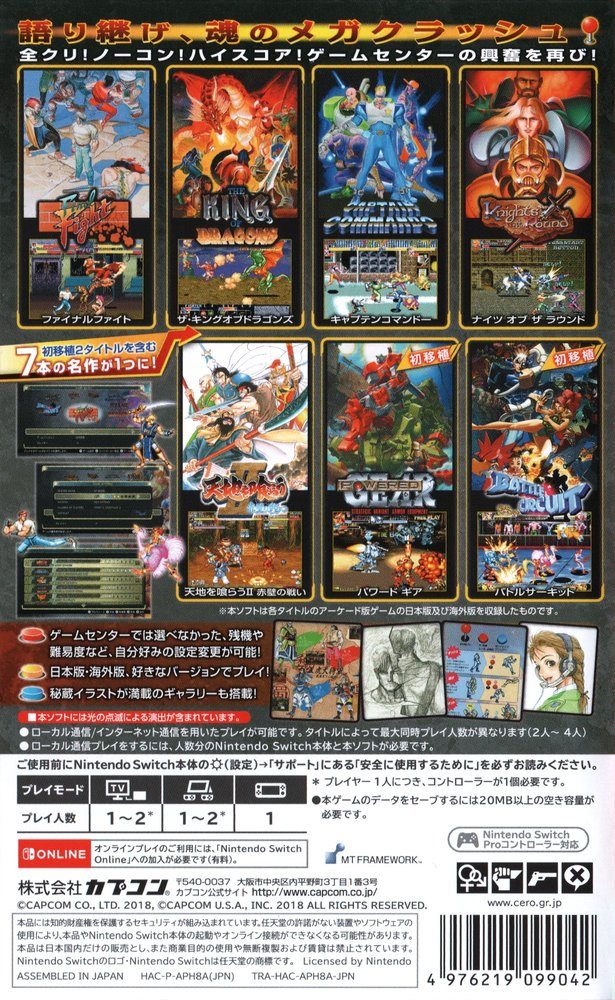 語り継げ、魂のメガクラッシュ
全クリ!ノーコン!ハイスコア!ゲームセンターの興奮を再び!
Final Fight
ファイナルファイト
THE KING OF DRAGONS
ザ・キングオブドラゴンズ
CAPTAIN COMMANDO
キャプテンコマンドー
Knights of the Round
ナイツ オブ ザ ラウンド
初移植2タイトルを含む
7本の名作が1つに!
天地を喰らうII
天地を喰らうII 赤壁の戦い
初移植
POWERED GEAR
STRATEGIC VARIANT ARMOR EQUIPMENT
パワード ギア
初移植
BATTLE CIRCUIT
バトルサーキット
※本ソフトは各タイトルのアーケード版ゲームの日本版及び海外版を収録したものです。
ゲームセンターでは選べなかった、残機や
難易度など、自分好みの設定変更が可能!
日本版・海外版、好きなバージョンでプレイ!
秘蔵イラストが満載のギャラリーも搭載!
■本ソフトには光の点滅による演出が含まれています。
●ローカル通信/インターネット通信を用いたプレイが可能です。タイトルによって最大同時プレイ人数が異なります(2人〜4人)
●ローカル通信プレイをするには、人数分のNintendo Switch本体と本ソフトが必要です。
ご使用前にNintendo Switch本体の(設定)→「サポート」にある「安全に使用するために」を必ずお読みください。
プレイモード TV
プレイ人数 1〜2* 1〜2* 1
* プレイヤー1人につき、コントローラーが1個必要です。
●本ゲームのデータをセーブするには20MB以上の空き容量が
必要です。
Nintendo Switch
Proコントローラー対応
ONLINE
オンラインプレイのご利用には、「Nintendo Switch
Online」への加入が必要です(有料)。
MT FRAMEWORK™
株式会社カプコン
〒540-0037 大阪市中央区内平野町3丁目1番3号
カプコン公式サイト http://www.capcom.co.jp/
©CAPCOM CO., LTD. 2018, ©CAPCOM U.S.A., INC. 2018 ALL RIGHTS RESERVED.
www.cero.gr.jp
本品には知的財産権を保護するセキュリティが組み込まれています。任天堂の許諾がない装置やソフトウェア
の使用により、本品やNintendo Switch本体の起動やオンライン接続ができなくなる可能性があります。
本品は日本国内だけの販売とし、また商業目的の使用や無断複製および賃貸は禁止されています。
Nintendo Switchのロゴ・Nintendo Switchは任天堂の商標です。 Licensed by Nintendo
ASSEMBLED IN JAPAN HAC-P-APH8A(JPN) TRA-HAC-APH8A-JPN
4 976219 099042